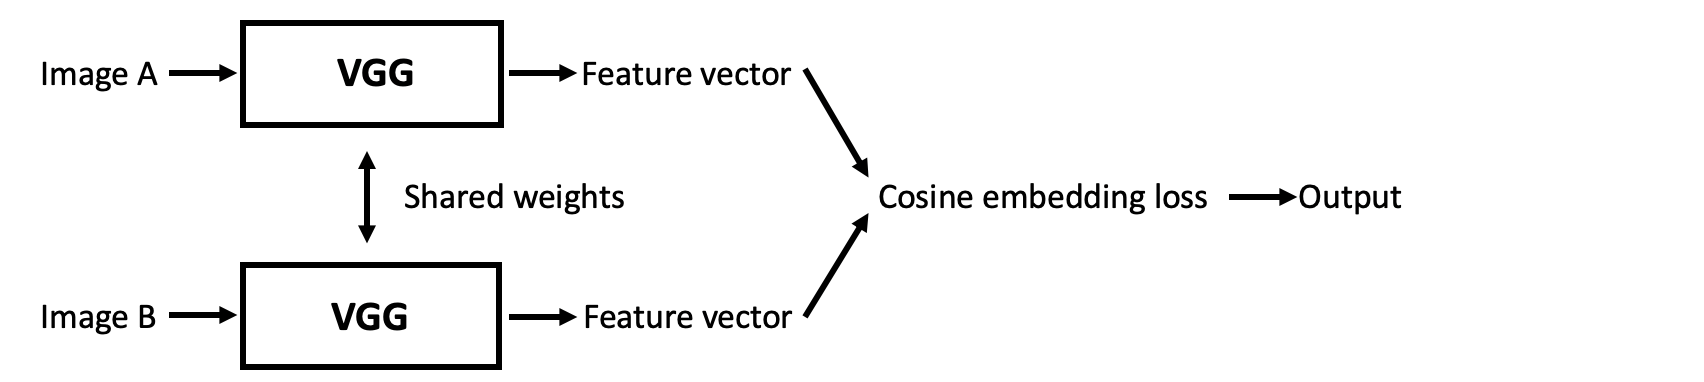 Image A
VGG
Feature vector
Shared weights
Cosine embedding loss
Output
Image B
VGG
Feature vector